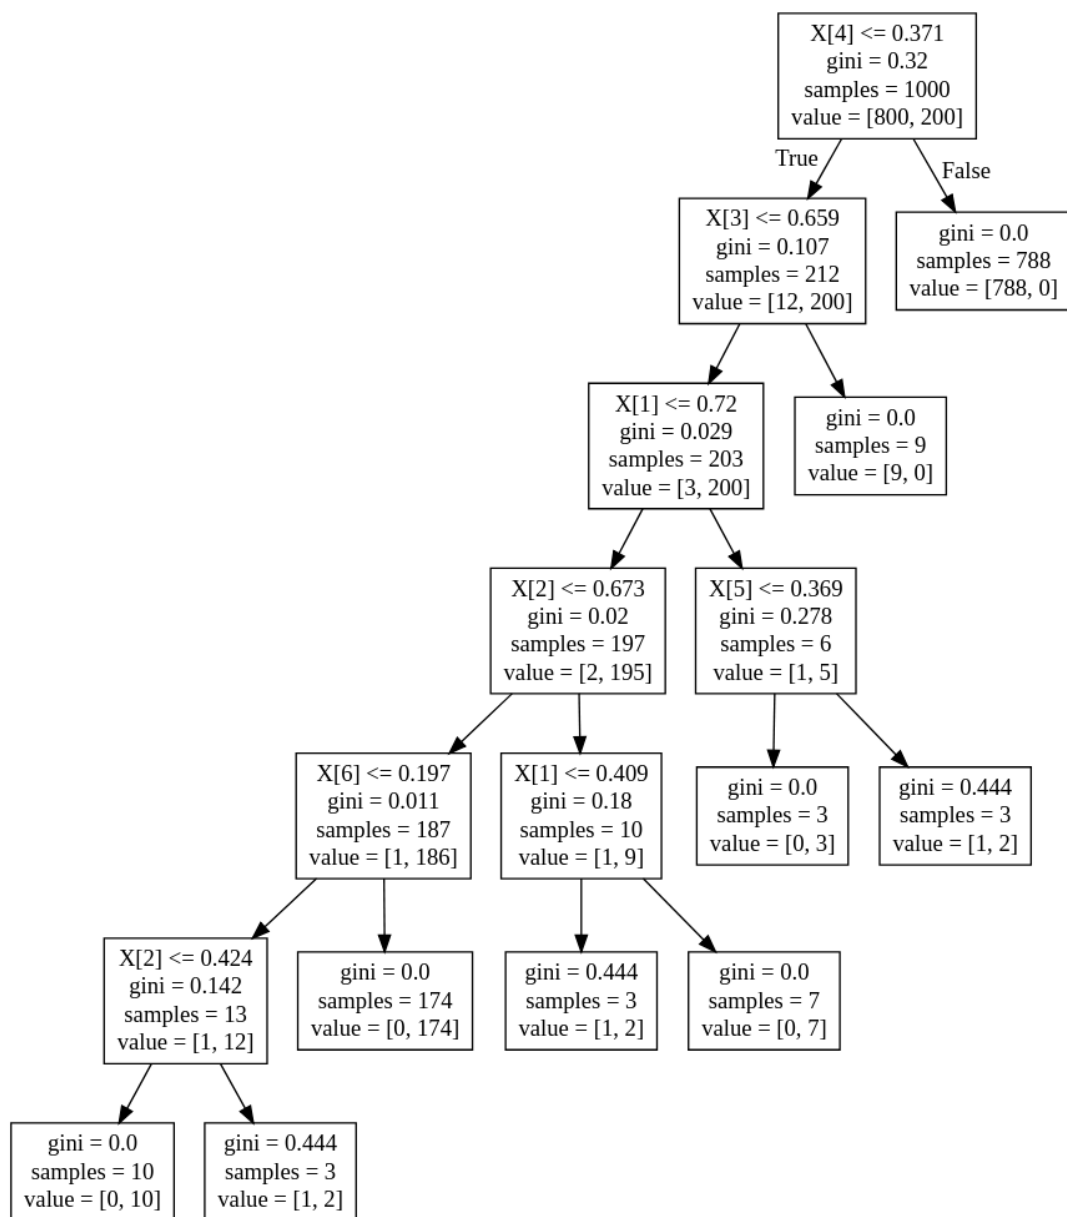 X[4] <= 0.371
gini = 0.32
samples = 1000
value = [800, 200]
True
False
X[3] <= 0.659
gini = 0.107
samples = 212
value = [12, 200]
gini = 0.0
samples = 788
value = [788, 0]
X[1] <= 0.72
gini = 0.029
samples = 203
value = [3, 200]
gini = 0.0
samples = 9
value = [9, 0]
X[2] <= 0.673
gini = 0.02
samples = 197
value = [2, 195]
X[5] <= 0.369
gini = 0.278
samples = 6
value = [1, 5]
X[6] <= 0.197
gini = 0.011
samples = 187
value = [1, 186]
X[1] <= 0.409
gini = 0.18
samples = 10
value = [1, 9]
gini = 0.0
samples = 3
value = [0, 3]
gini = 0.444
samples = 3
value = [1, 2]
X[2] <= 0.424
gini = 0.142
samples = 13
value = [1, 12]
gini = 0.0
samples = 174
value = [0, 174]
gini = 0.444
samples = 3
value = [1, 2]
gini = 0.0
samples = 7
value = [0, 7]
gini = 0.0
samples = 10
value = [0, 10]
gini = 0.444
samples = 3
value = [1, 2]